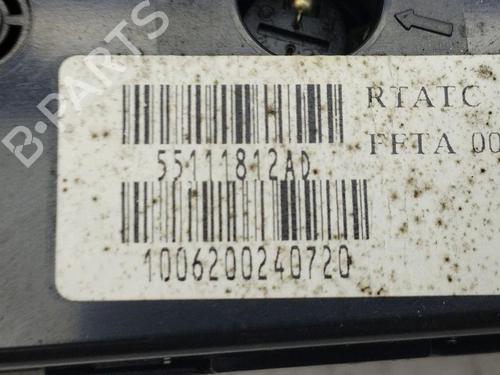 B-PARTS
RTATC
55111812AD
FFTA 00
1006200240720